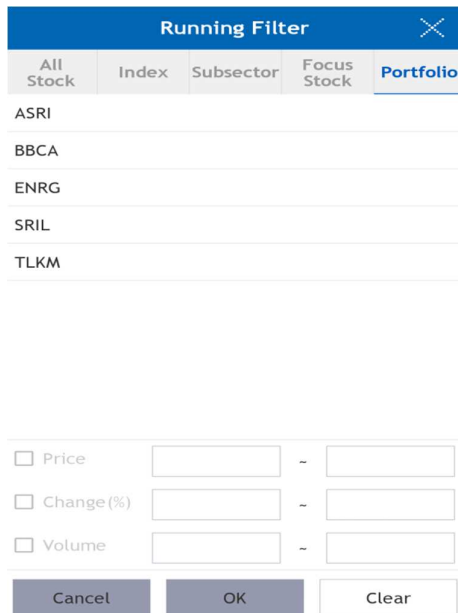 Running Filter
All Stock Index Subsector Focus Stock Portfolio
ASRI
BBCA
ENRG
SRIL
TLKM
Price ~
Change(%) ~
Volume ~
Cancel OK Clear